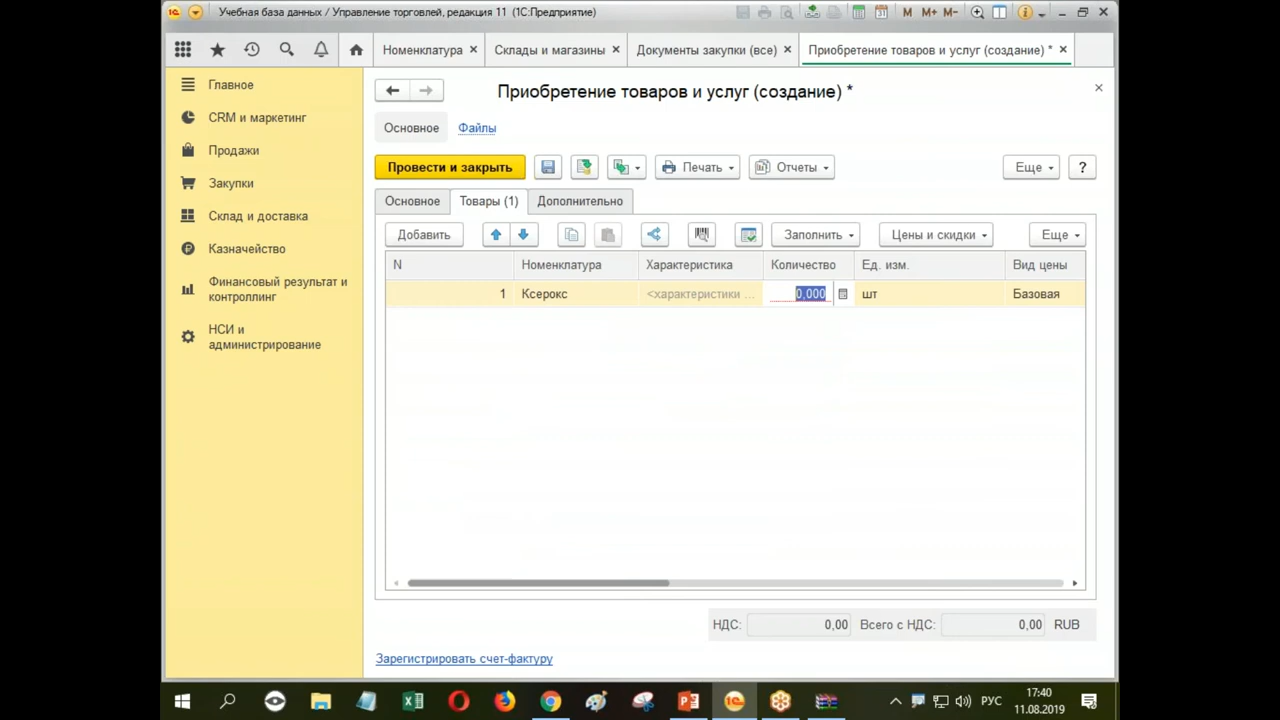 Учебная база данных / Управление торговлей, редакция 11 (1С:Предприятие)
M M+ M-
Номенклатура
Склады и магазины
Документы закупки (все)
Приобретение товаров и услуг (создание) *
Главное
CRM и маркетинг
Продажи
Закупки
Склад и доставка
Казначейство
Финансовый результат и
контроллинг
НСИ и
администрирование
Приобретение товаров и услуг (создание) *
Основное Файлы
Провести и закрыть Печать Отчеты Еще ?
Основное Товары (1) Дополнительно
Добавить Заполнить Цены и скидки Еще
N Номенклатура Характеристика Количество Ед. изм. Вид цены
1 Ксерокс <характеристики ... 0,000 шт Базовая
НДС: 0,00 Всего с НДС: 0,00 RUB
Зарегистрировать счет-фактуру
РУС
17:40
11.08.2019